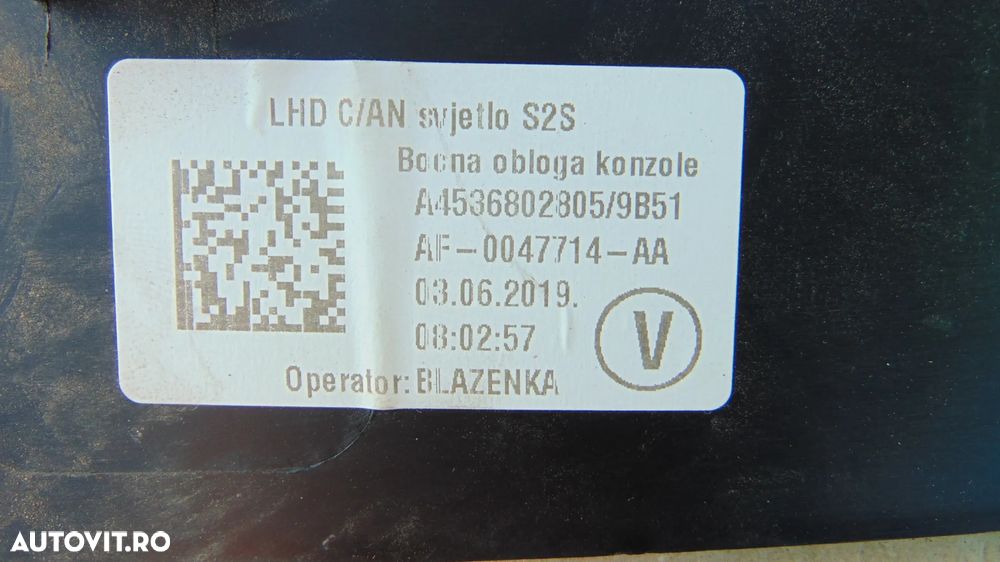 LHD C/AN svjetlo S2S
Bocna obloga konzole
A4536802805/9B51
AF-0047714-AA
03.06.2019.
08:02:57
V
Operator: BLAZENKA
AUTOVIT.RO